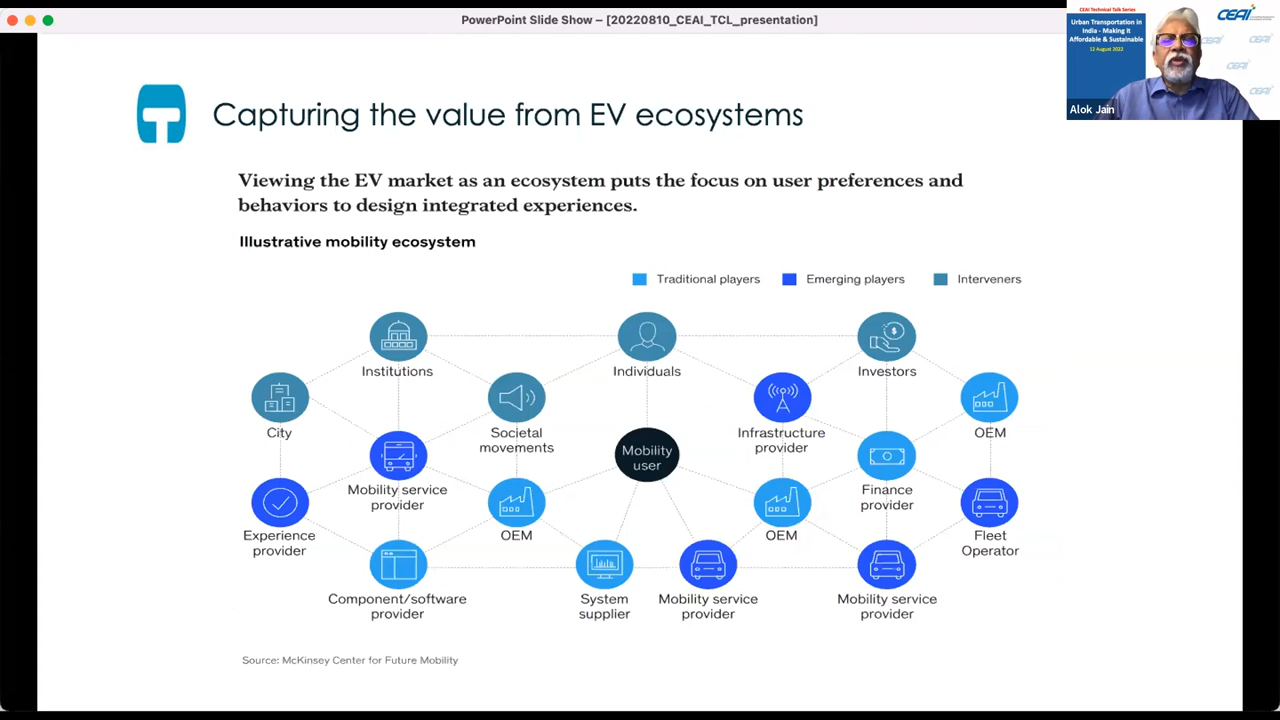 PowerPoint Slide Show – [20220810_CEAI_TCL_presentation]
CEAI Technical Talk Series
Urban Transportation in
India - Making it
Affordable & Sustainable
12 August 2022
CEAI
CEAI
CEAI
CEAI
CEAI
Alok Jain
Capturing the value from EV ecosystems
Viewing the EV market as an ecosystem puts the focus on user preferences and
behaviors to design integrated experiences.
Illustrative mobility ecosystem
Traditional players
Emerging players
Interveners
Institutions
Individuals
Investors
City
Societal
movements
Infrastructure
provider
OEM
Mobility
user
Mobility service
provider
Finance
provider
Experience
provider
OEM
OEM
Fleet
Operator
Component/software
provider
System
supplier
Mobility service
provider
Mobility service
provider
Source: McKinsey Center for Future Mobility